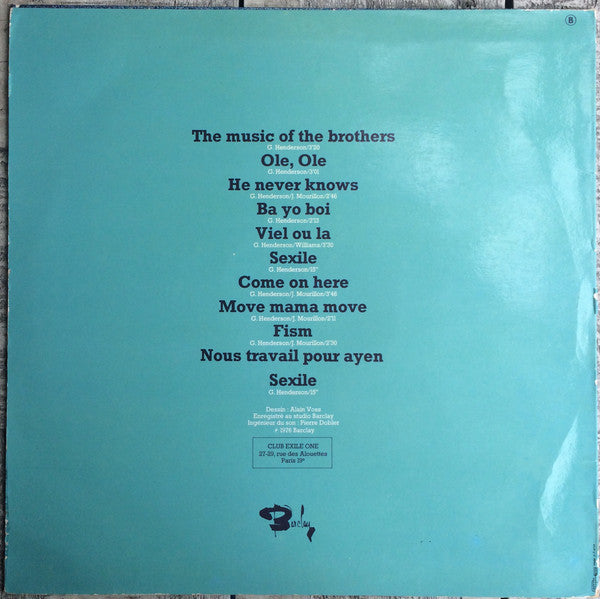 B
The music of the brothers
G. Henderson/3'20
Ole, Ole
G. Henderson/3'01
He never knows
G. Henderson/J. Mourillon/2'46
Ba yo boi
G. Henderson/2'13
Viel ou la
G. Henderson/Williams/3'30
Sexile
G. Henderson/15"
Come on here
G. Henderson/J. Mourillon/3'46
Move mama move
G. Henderson/J. Mourillon/2'11
Fism
G. Henderson/J. Mourillon/2'36
Nous travail pour ayen
Sexile
G. Henderson/15"
Dessin : Alain Voss
Enregistré au studio Barclay
Ingénieur du son : Pierre Dobler
℗ 1976 Barclay
CLUB EXILE ONE
27-29, rue des Alouettes
Paris 19e
Barclay